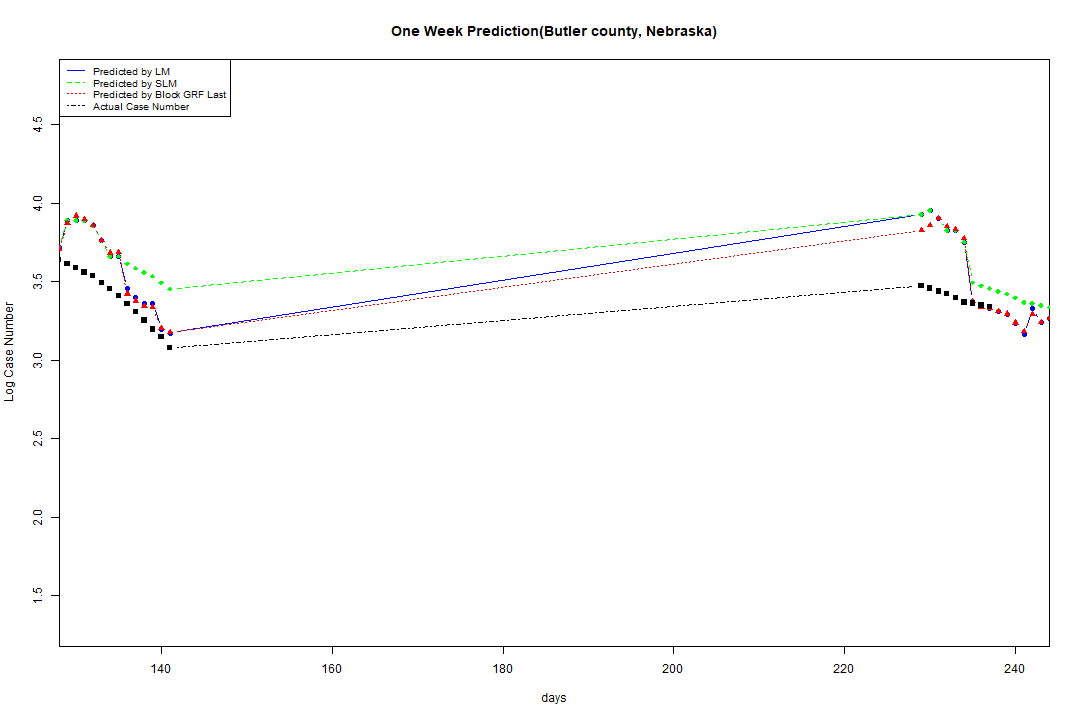 One Week Prediction(Butler county, Nebraska)
Predicted by LM
Predicted by SLM
Predicted by Block GRF Last
Actual Case Number
Log Case Number
4.5
4.0
3.5
3.0
2.5
2.0
1.5
140 160 180 200 220 240
days